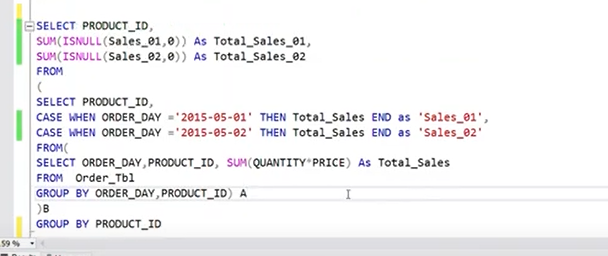 SELECT PRODUCT_ID,
SUM(ISNULL(Sales_01,0)) As Total_Sales_01,
SUM(ISNULL(Sales_02,0)) As Total_Sales_02
FROM
(
SELECT PRODUCT_ID,
CASE WHEN ORDER_DAY ='2015-05-01' THEN Total_Sales END as 'Sales_01',
CASE WHEN ORDER_DAY ='2015-05-02' THEN Total_Sales END as 'Sales_02'
FROM(
SELECT ORDER_DAY,PRODUCT_ID, SUM(QUANTITY*PRICE) As Total_Sales
FROM Order_Tbl
GROUP BY ORDER_DAY,PRODUCT_ID) A
)B
GROUP BY PRODUCT_ID
59 %